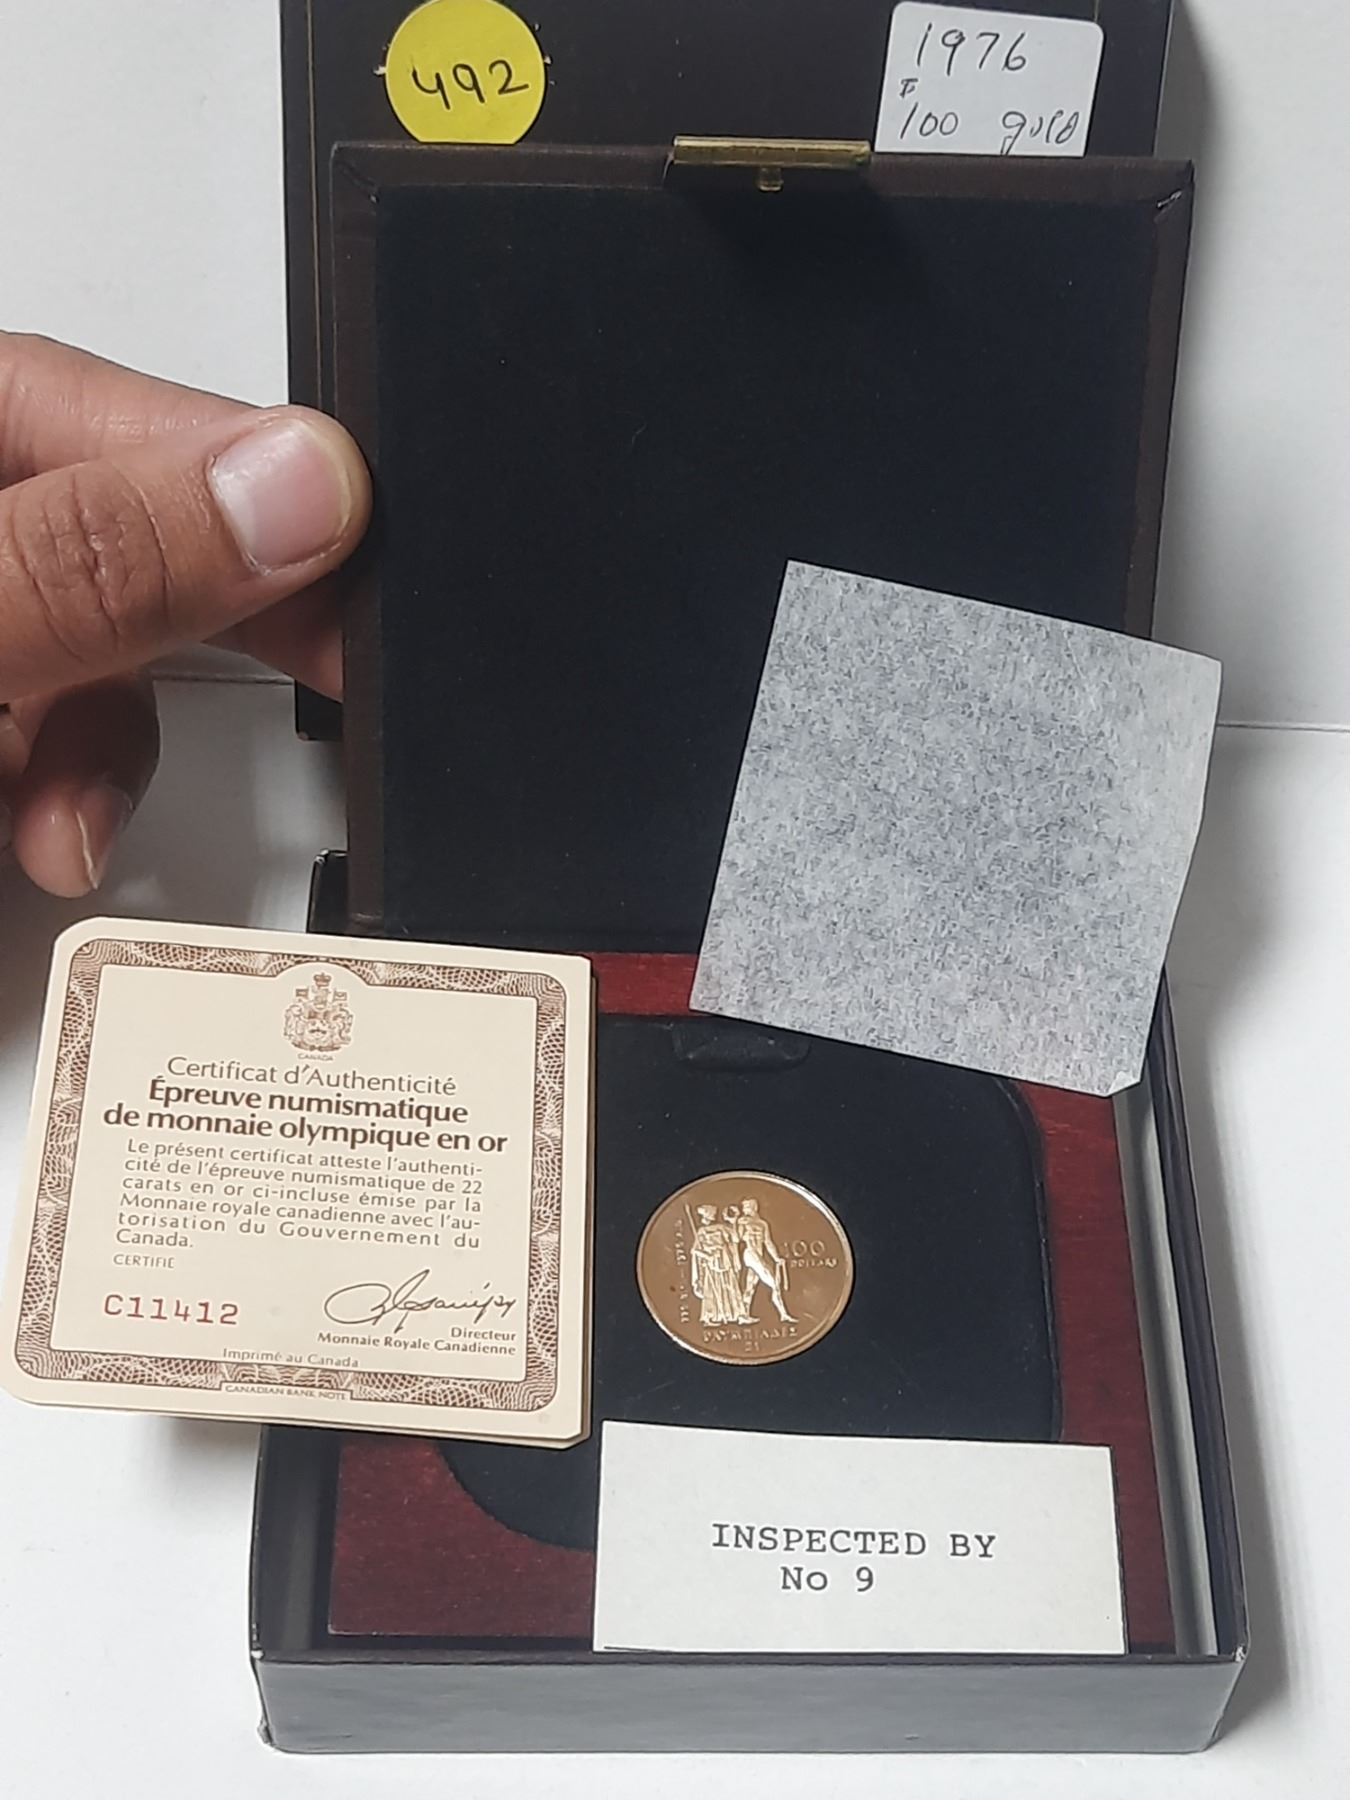 492
1976
$
100 gold
CANADA
Certificat d'Authenticité
Épreuve numismatique
de monnaie olympique en or
Le présent certificat atteste l'authenti-
cité de l'épreuve numismatique de 22
carats en or ci-incluse émise par la
Monnaie royale canadienne avec l'au-
torisation du Gouvernement du
Canada.
CERTIFIE
C11412
Directeur
Monnaie Royale Canadienne
Imprimé au Canada
CANADIAN BANK NOTE
100
DOLLARS
INSPECTED BY
No 9